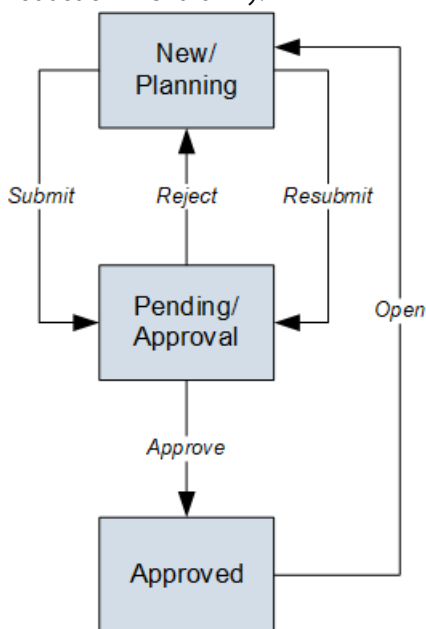 New/
Planning
Submit
Reject
Resubmit
Pending/
Approval
Open
Approve
Approved